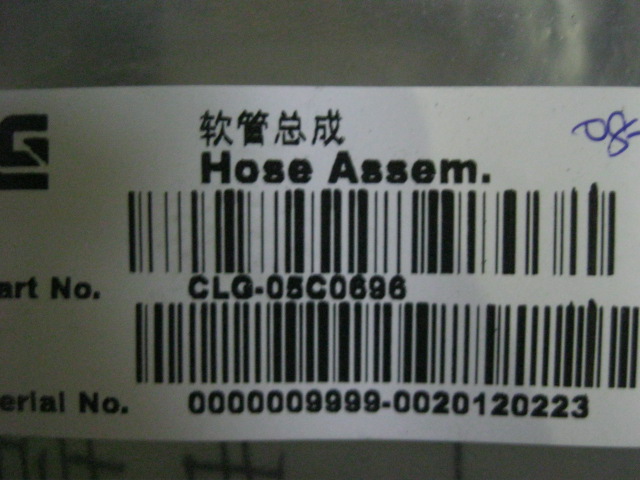 软管总成
Hose Assem.
art No. CLG-05C0696
erial No. 0000009999-0020120223